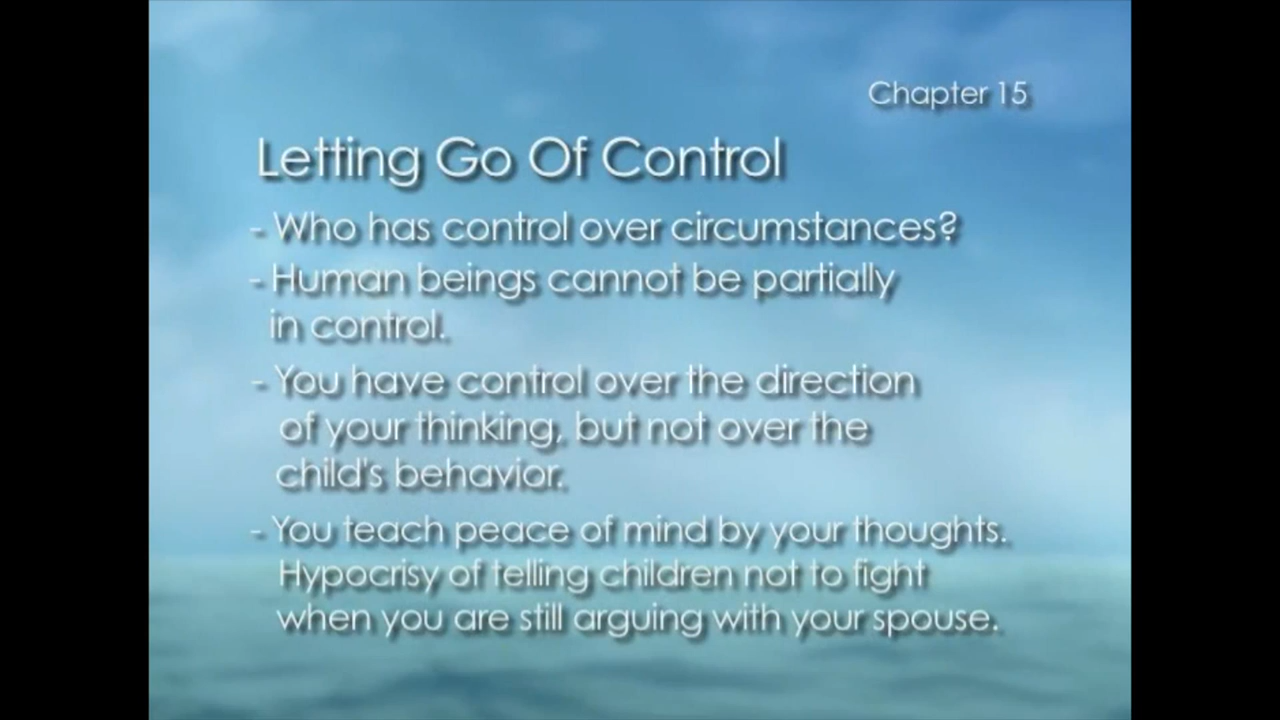 Chapter 15
Letting Go Of Control
- Who has control over circumstances?
- Human beings cannot be partially
in control.
- You have control over the direction
of your thinking, but not over the
child's behavior.
- You teach peace of mind by your thoughts.
Hypocrisy of telling children not to fight
when you are still arguing with your spouse.